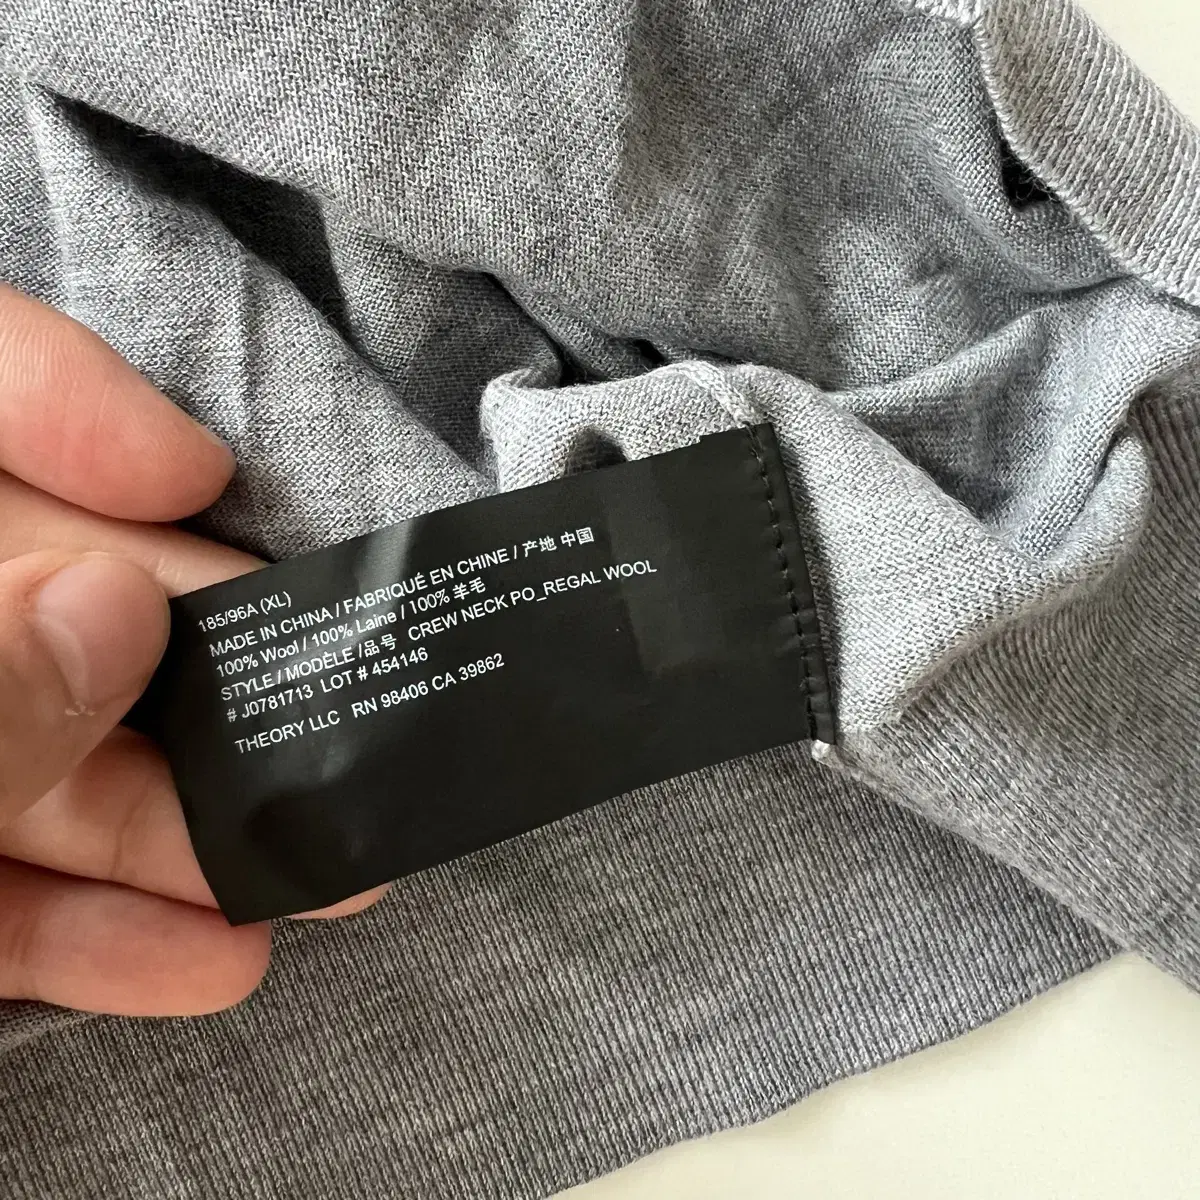 185/96A (XL)
MADE IN CHINA / FABRIQUÉ EN CHINE / 产地 中国
100% Wool / 100% Laine / 100% 羊毛
STYLE / MODÈLE /品号 CREW NECK PO_REGAL WOOL
# J0781713 LOT # 454146
THEORY LLC RN 98406 CA 39862